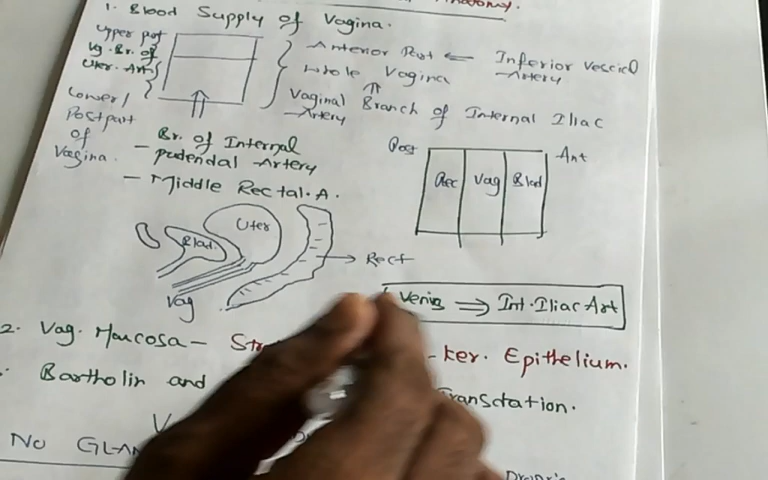 1. Blood Supply of Vagina.
Upper part
Vg. Br. of
Uter. Art
Anterior Part ⇐ Inferior Vescicl
Artery
whole Vagina
⇑
Vaginal Branch of Internal Iliac
Artery
Lower/
Post part
of
Vagina.
- Br. of Internal
pudendal Artery
- Middle Rectal. A.
Post
Ant
Rec Vag Blad
Blad.
Uter
→ Rect
Vag
Veins ⇒ Int. Iliac Art
2. Vag. Mucosa -
ker. Epithelium.
Bartholin and
Transdation.
NO